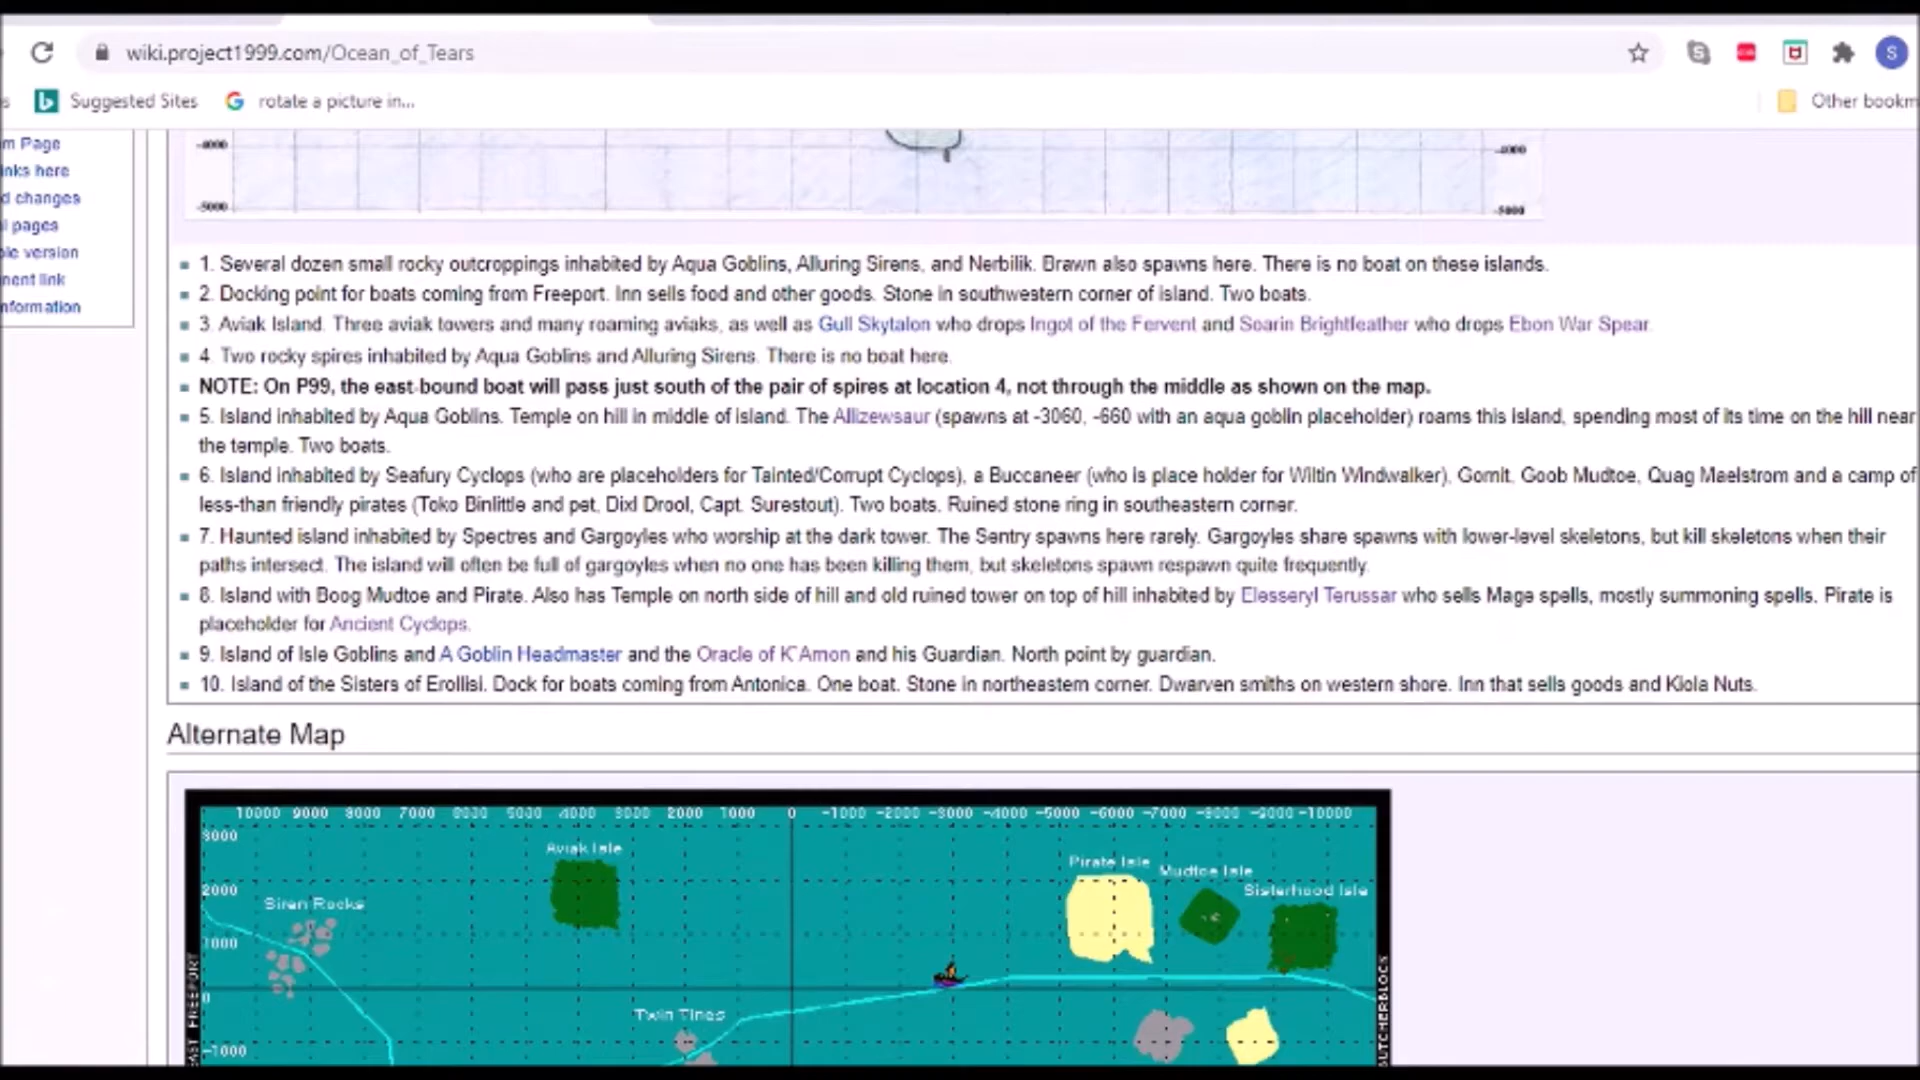 wiki.project1999.com/Ocean_of_Tears
S
s
Suggested Sites
rotate a picture in...
Other bookm
m Page
inks here
d changes
l pages
ble version
nent link
nformation
-4000
-4000
-5000
-5000
1. Several dozen small rocky outcroppings inhabited by Aqua Goblins, Alluring Sirens, and Nerbilik. Brawn also spawns here. There is no boat on these islands.
2. Docking point for boats coming from Freeport. Inn sells food and other goods. Stone in southwestern corner of island. Two boats.
3. Aviak Island. Three aviak towers and many roaming aviaks, as well as Gull Skytalon who drops Ingot of the Fervent and Soarin Brightfeather who drops Ebon War Spear.
4. Two rocky spires inhabited by Aqua Goblins and Alluring Sirens. There is no boat here.
NOTE: On P99, the east-bound boat will pass just south of the pair of spires at location 4, not through the middle as shown on the map.
5. Island inhabited by Aqua Goblins. Temple on hill in middle of island. The Allizewsaur (spawns at -3060, -660 with an aqua goblin placeholder) roams this island, spending most of its time on the hill near
the temple. Two boats.
6. Island inhabited by Seafury Cyclops (who are placeholders for Tainted/Corrupt Cyclops), a Buccaneer (who is place holder for Wiltin Windwalker), Gornit, Goob Mudtoe, Quag Maelstrom and a camp of
less-than friendly pirates (Toko Binlittle and pet, Dixl Drool, Capt. Surestout). Two boats. Ruined stone ring in southeastern corner.
7. Haunted island inhabited by Spectres and Gargoyles who worship at the dark tower. The Sentry spawns here rarely. Gargoyles share spawns with lower-level skeletons, but kill skeletons when their
paths intersect. The island will often be full of gargoyles when no one has been killing them, but skeletons spawn respawn quite frequently.
8. Island with Boog Mudtoe and Pirate. Also has Temple on north side of hill and old ruined tower on top of hill inhabited by Elesseryl Terussar who sells Mage spells, mostly summoning spells. Pirate is
placeholder for Ancient Cyclops.
9. Island of Isle Goblins and A Goblin Headmaster and the Oracle of K`Arnon and his Guardian. North point by guardian.
10. Island of the Sisters of Erollisi. Dock for boats coming from Antonica. One boat. Stone in northeastern corner. Dwarven smiths on western shore. Inn that sells goods and Kiola Nuts.
Alternate Map
10000 9000 8000 7000 6000 5000 4000 3000 2000 1000 0 -1000 -2000 -3000 -4000 -5000 -6000 -7000 -8000 -9000 -10000
3000
Aviak Isle
Pirate Isle
Mudtoe Isle
2000
Sisterhood Isle
Siren Rocks
1000
0
Twin Tines
-1000
EAST FREEPORT
BUTCHERBLOCK